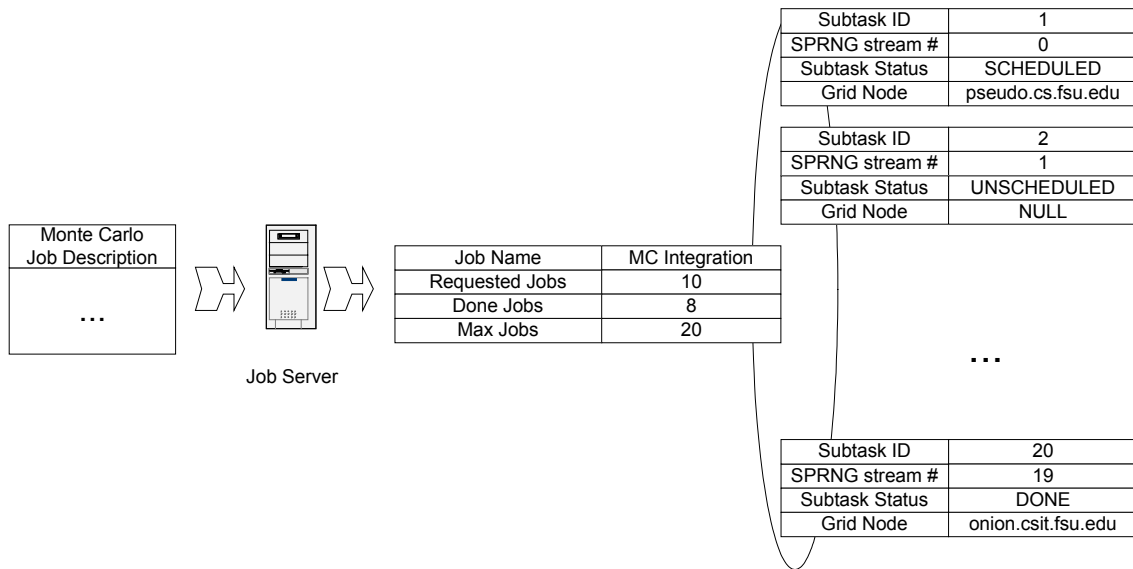 Monte Carlo
Job Description
...
Job Server
Job Name MC Integration
Requested Jobs 10
Done Jobs 8
Max Jobs 20
Subtask ID 1
SPRNG stream # 0
Subtask Status SCHEDULED
Grid Node pseudo.cs.fsu.edu
Subtask ID 2
SPRNG stream # 1
Subtask Status UNSCHEDULED
Grid Node NULL
...
Subtask ID 20
SPRNG stream # 19
Subtask Status DONE
Grid Node onion.csit.fsu.edu